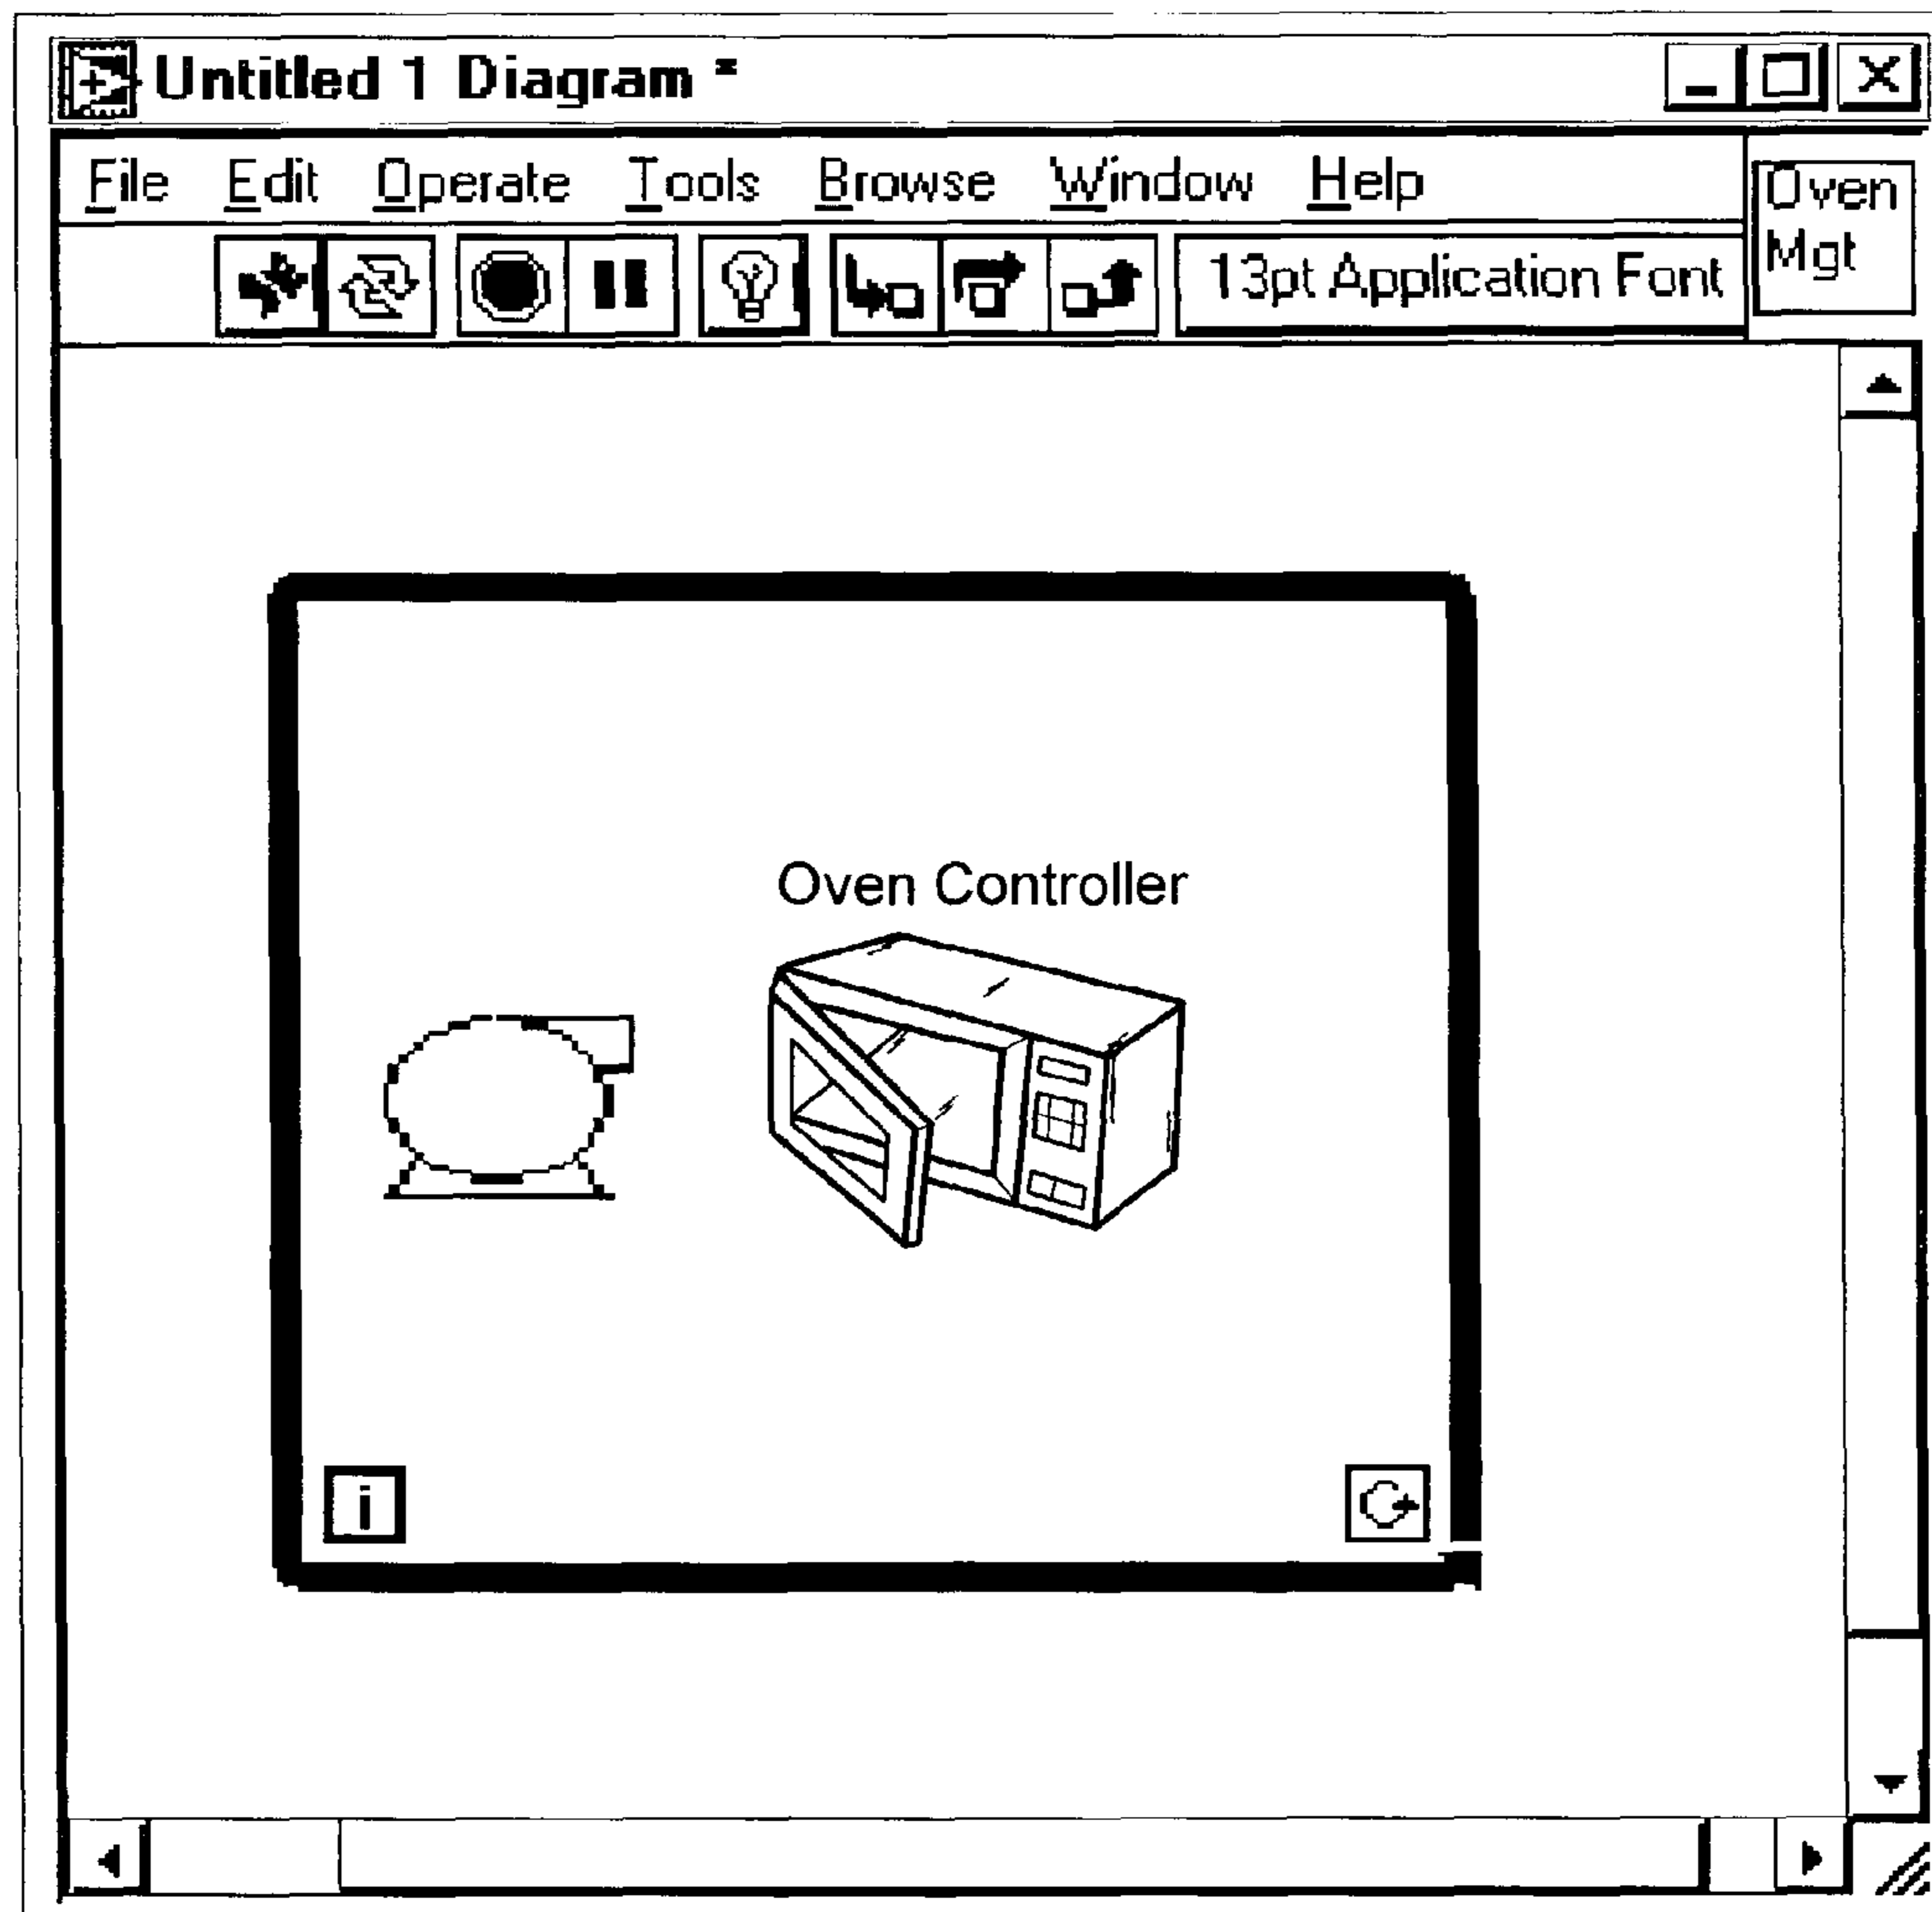 Untitled 1 Diagram *
File Edit Operate Tools Browse Window Help
Oven
Mgt
13pt Application Font
Oven Controller
i